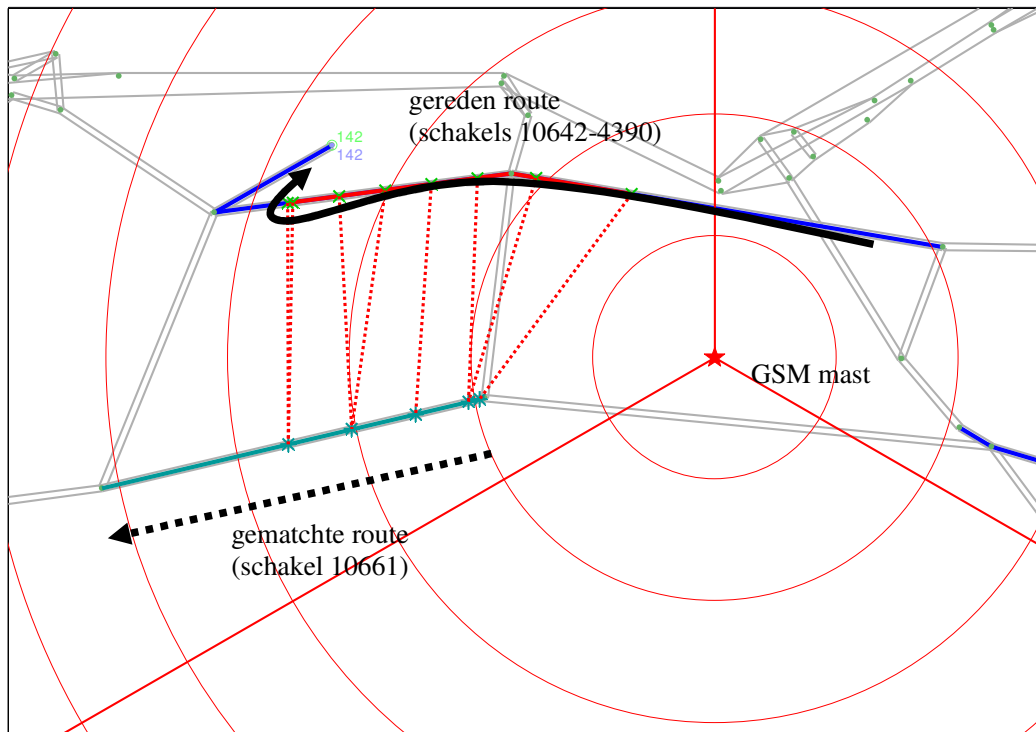 gereden route
(schakels 10642-4390)
142
142
GSM mast
gematchte route
(schakel 10661)